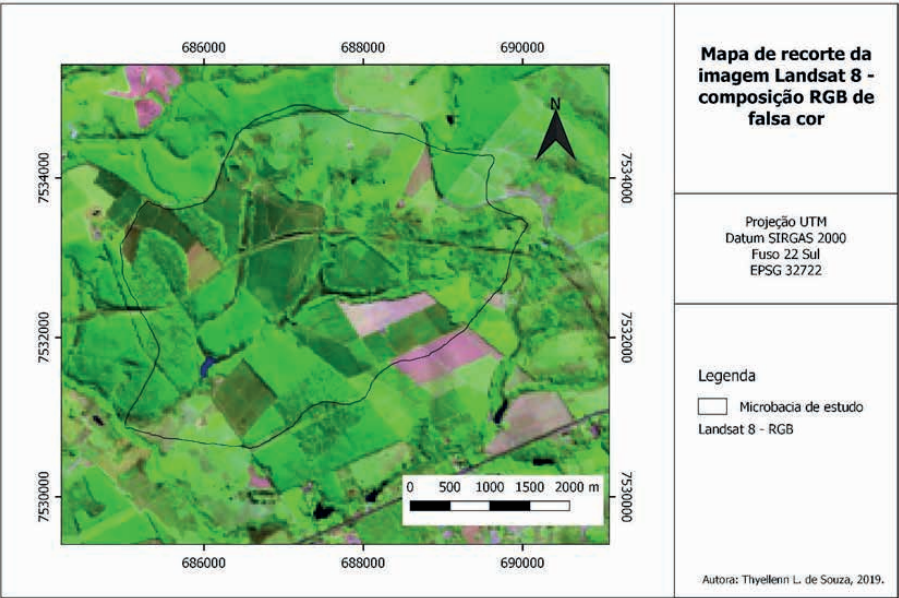 686000 688000 690000
7534000
7532000
7530000
N
7534000
7532000
7530000
0 500 1000 1500 2000 m
686000 688000 690000
Mapa de recorte da
imagem Landsat 8 -
composição RGB de
falsa cor
Projeção UTM
Datum SIRGAS 2000
Fuso 22 Sul
EPSG 32722
Legenda
Microbacia de estudo
Landsat 8 - RGB
Autora: Thyellenn L. de Souza, 2019.